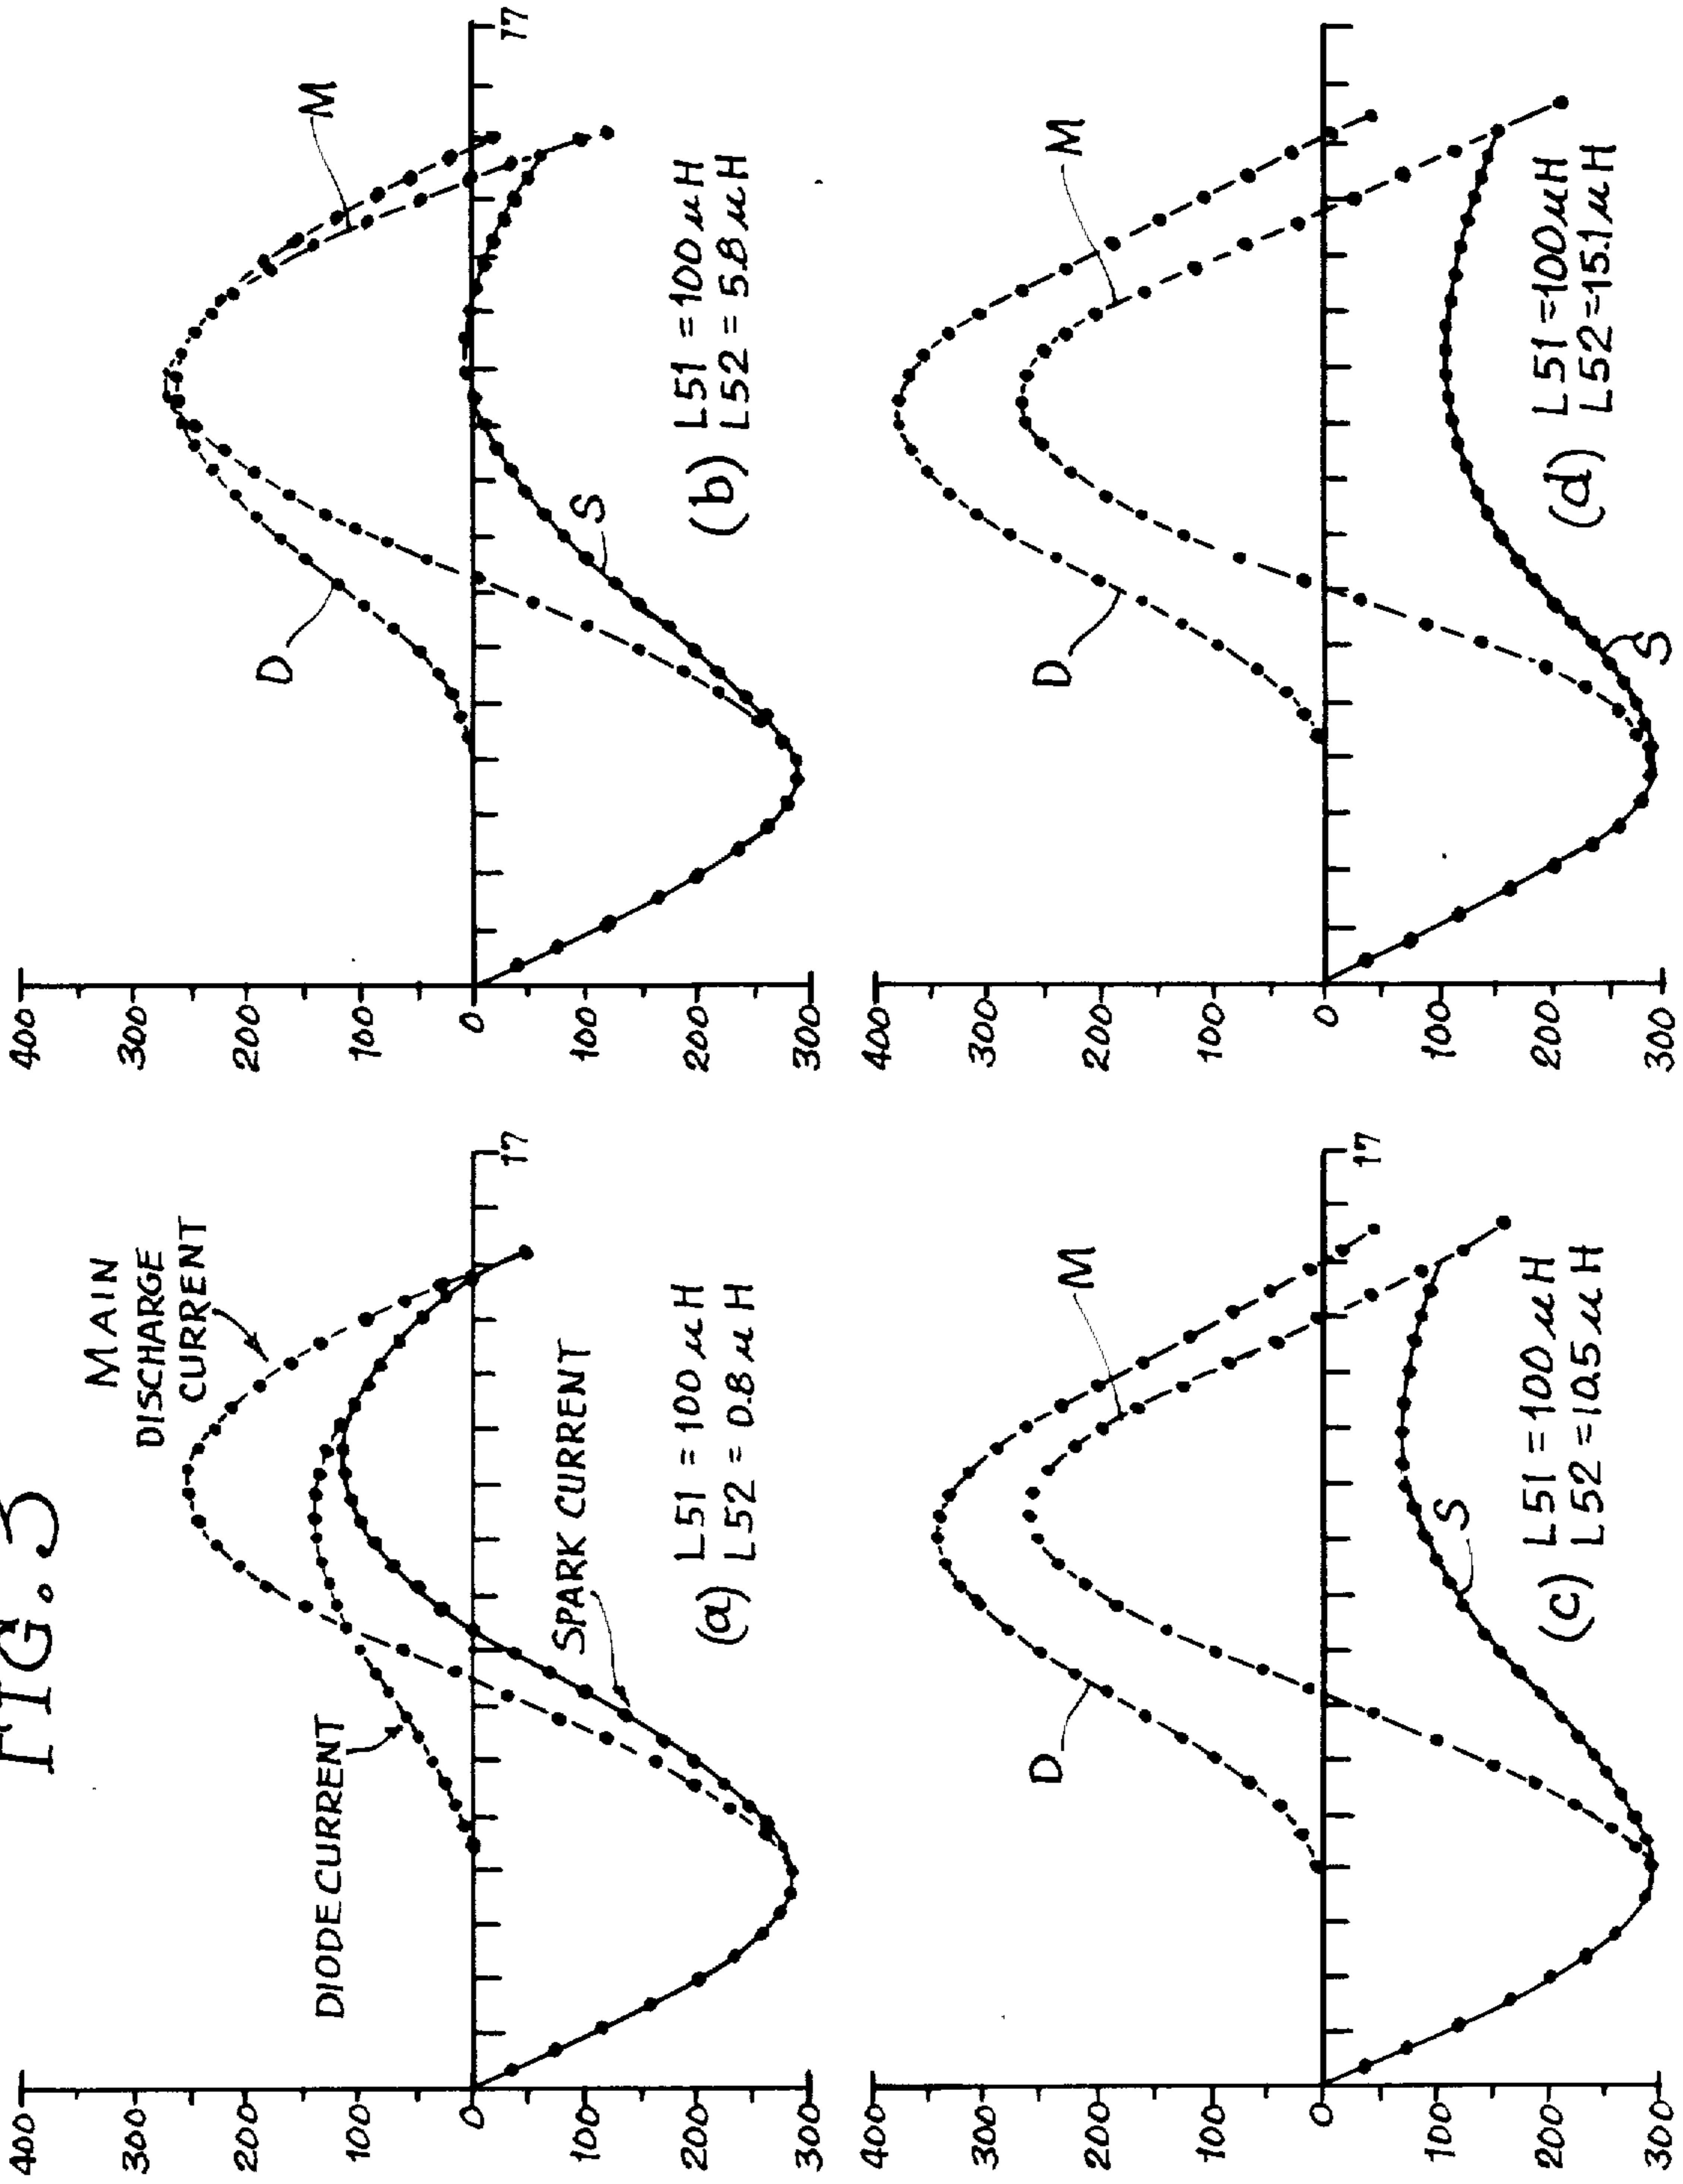 FIG. 3
400
300
200
100
0
100
200
300
17
MAIN
DISCHARGE
CURRENT
DIODE CURRENT
SPARK CURRENT
(a) L51 = 100 μH
L52 = 0.8 μH
400
300
200
100
0
100
200
300
17
D
M
S
(b) L51 = 100 μH
L52 = 5.8 μH
400
300
200
100
0
100
200
300
17
D
M
S
(c) L51 = 100 μH
L52 = 10.5 μH
400
300
200
100
0
100
200
300
D
M
S
(d) L51 = 100 μH
L52 = 15.1 μH